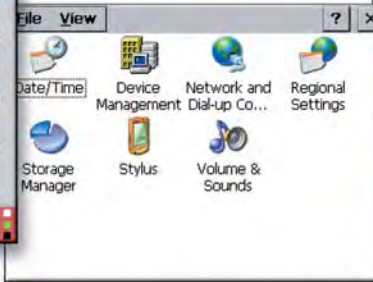 File View ? ×
Date/Time
Device Management
Network and Dial-up Co...
Regional Settings
Storage Manager
Stylus
Volume & Sounds